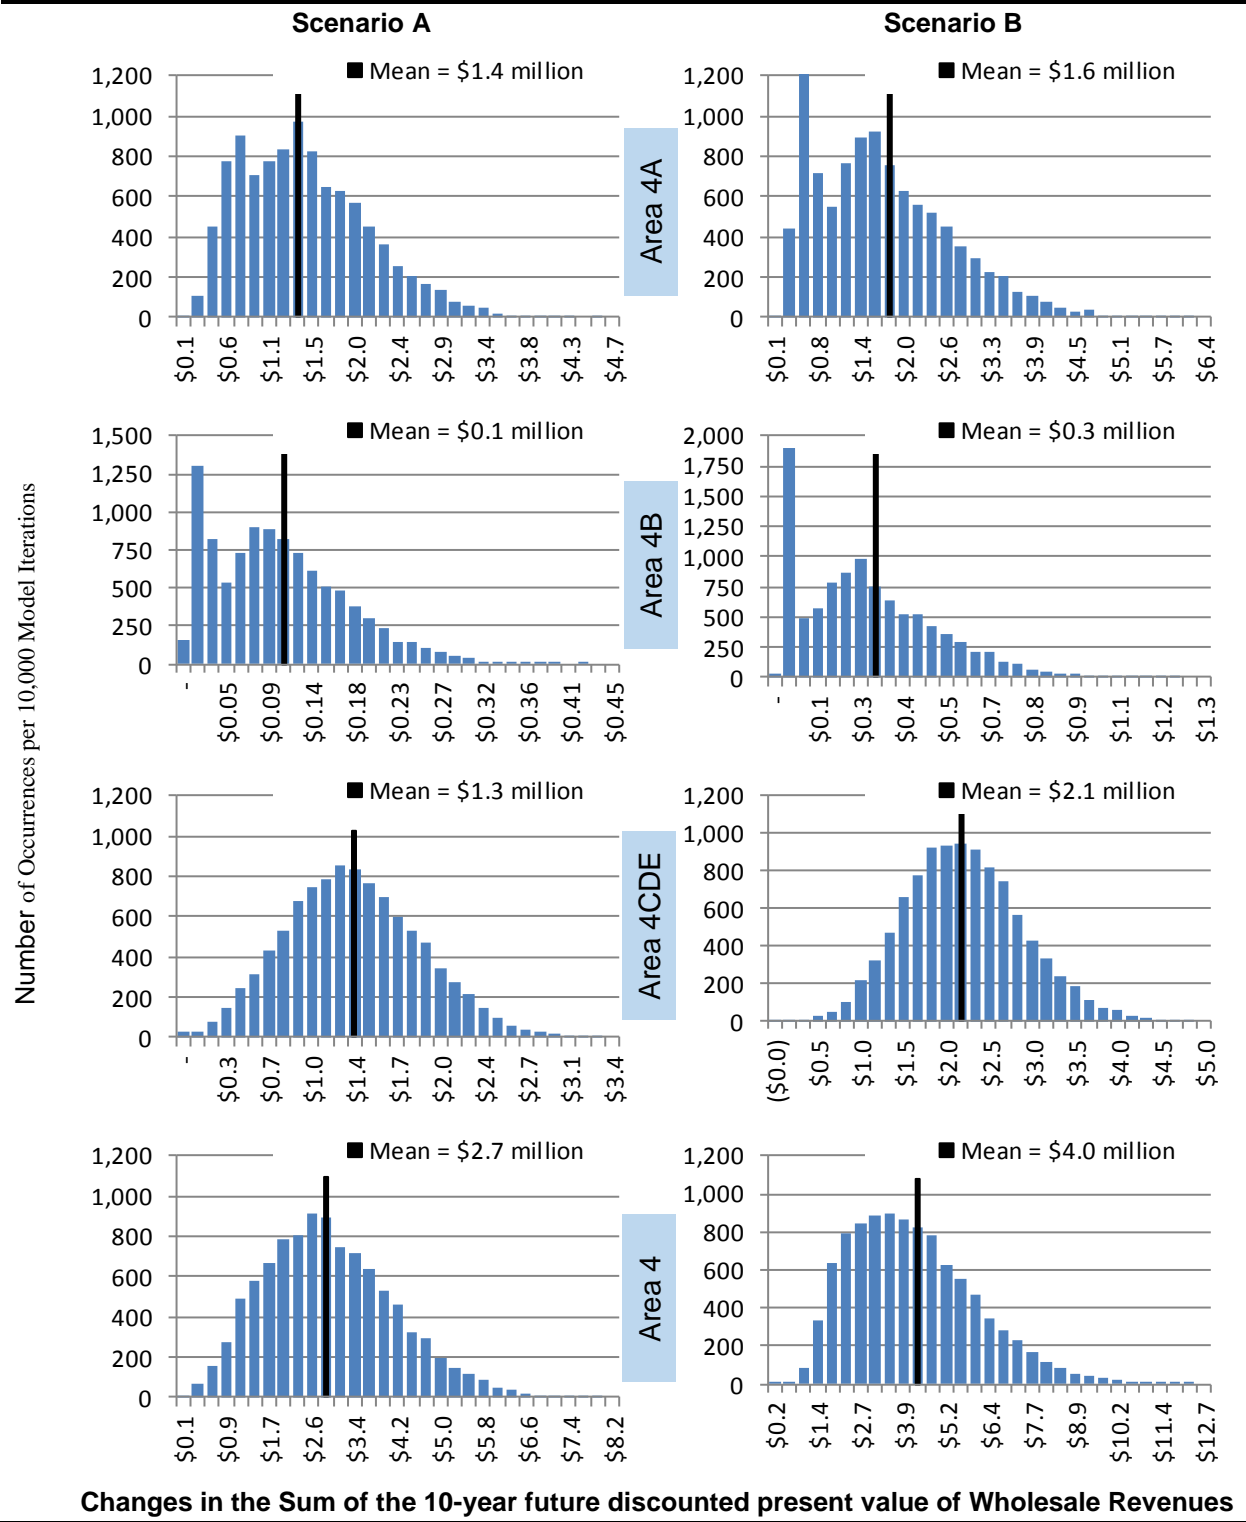 Scenario A
Scenario B
Number of Occurrences per 10,000 Model Iterations
Mean = $1.4 million
1,200
1,000
800
600
400
200
0
$0.1 $0.6 $1.1 $1.5 $2.0 $2.4 $2.9 $3.4 $3.8 $4.3 $4.7
Area 4A
Mean = $1.6 million
1,200
1,000
800
600
400
200
0
$0.1 $0.8 $1.4 $2.0 $2.6 $3.3 $3.9 $4.5 $5.1 $5.7 $6.4
Mean = $0.1 million
1,500
1,250
1,000
750
500
250
0
- $0.05 $0.09 $0.14 $0.18 $0.23 $0.27 $0.32 $0.36 $0.41 $0.45
Area 4B
Mean = $0.3 million
2,000
1,750
1,500
1,250
1,000
750
500
250
0
- $0.1 $0.3 $0.4 $0.5 $0.7 $0.8 $0.9 $1.1 $1.2 $1.3
Mean = $1.3 million
1,200
1,000
800
600
400
200
0
- $0.3 $0.7 $1.0 $1.4 $1.7 $2.0 $2.4 $2.7 $3.1 $3.4
Area 4CDE
Mean = $2.1 million
1,200
1,000
800
600
400
200
0
($0.0) $0.5 $1.0 $1.5 $2.0 $2.5 $3.0 $3.5 $4.0 $4.5 $5.0
Mean = $2.7 million
1,200
1,000
800
600
400
200
0
$0.1 $0.9 $1.7 $2.6 $3.4 $4.2 $5.0 $5.8 $6.6 $7.4 $8.2
Area 4
Mean = $4.0 million
1,200
1,000
800
600
400
200
0
$0.2 $1.4 $2.7 $3.9 $5.2 $6.4 $7.7 $8.9 $10.2 $11.4 $12.7
Changes in the Sum of the 10-year future discounted present value of Wholesale Revenues